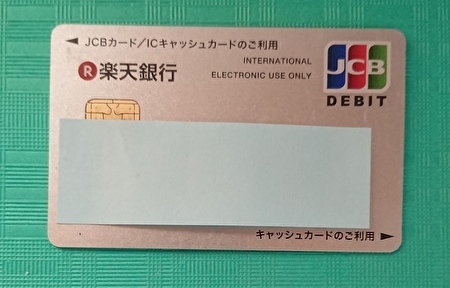 ◀ JCBカード/ICキャッシュカードのご利用
R 楽天銀行
INTERNATIONAL
ELECTRONIC USE ONLY
JCB
DEBIT
キャッシュカードのご利用 ▶